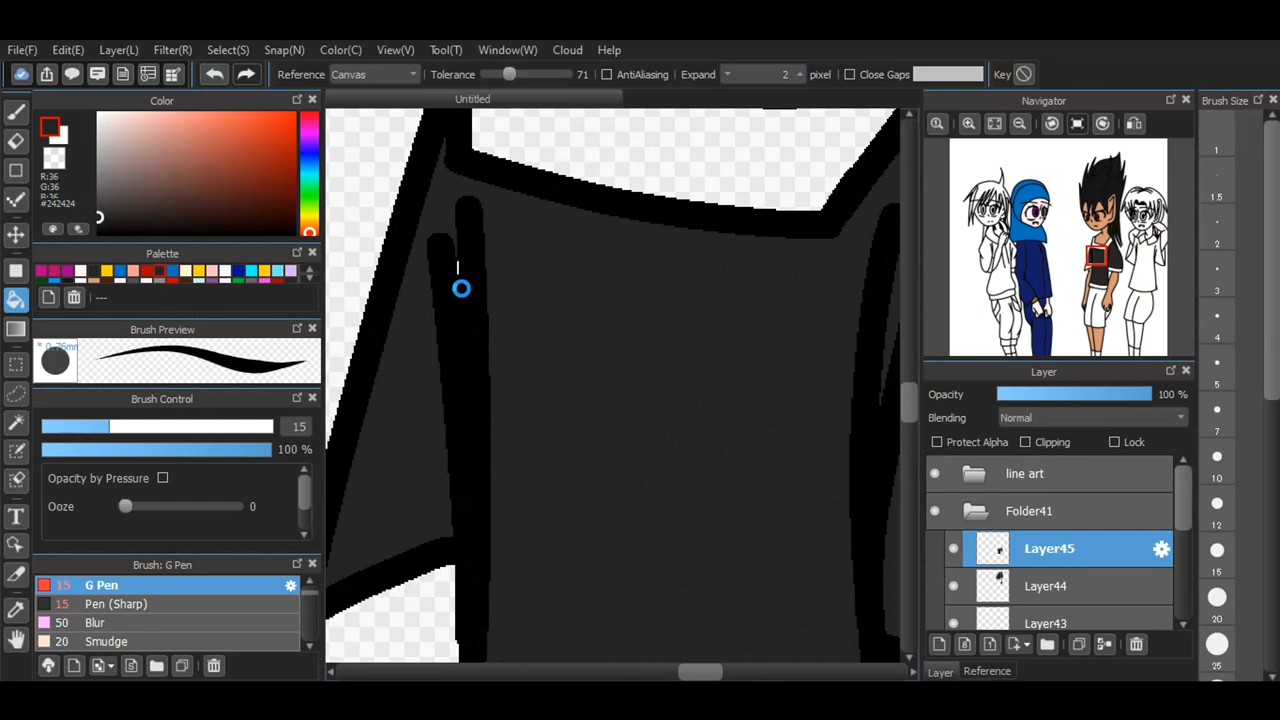 File(F) Edit(E) Layer(L) Filter(R) Select(S) Snap(N) Color(C) View(V) Tool(T) Window(W) Cloud Help
Reference Canvas Tolerance 71 AntiAliasing Expand 2 pixel Close Gaps Key
Color
Untitled
Navigator
Brush Size
R:36
G:36
#242424
Palette
---
Brush Preview
* 0.76mm
Brush Control
15
100 %
Opacity by Pressure
Ooze 0
Brush: G Pen
15 G Pen
15 Pen (Sharp)
50 Blur
20 Smudge
Layer
Opacity 100 %
Blending Normal
Protect Alpha Clipping Lock
line art
Folder41
Layer45
Layer44
Layer43
Layer Reference
1
1.5
2
3
5
7
10
12
15
20
25